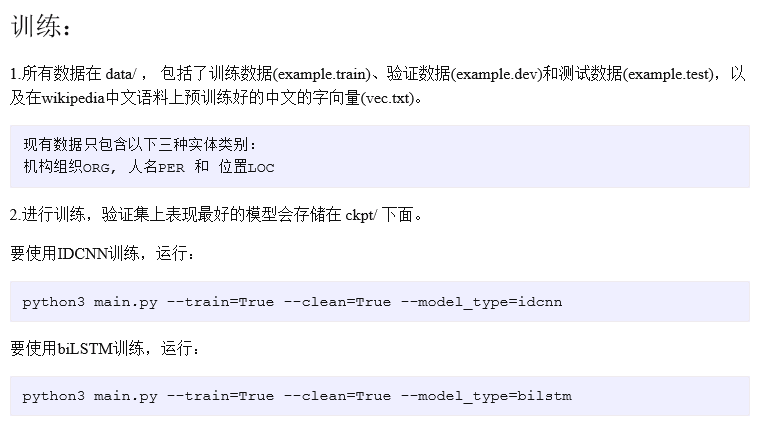 训练：
1.所有数据在 data/ ， 包括了训练数据(example.train)、验证数据(example.dev)和测试数据(example.test)，以
及在wikipedia中文语料上预训练好的中文的字向量(vec.txt)。
现有数据只包含以下三种实体类别：
机构组织ORG, 人名PER 和 位置LOC
2.进行训练，验证集上表现最好的模型会存储在 ckpt/ 下面。
要使用IDCNN训练，运行：
python3 main.py --train=True --clean=True --model_type=idcnn
要使用biLSTM训练，运行：
python3 main.py --train=True --clean=True --model_type=bilstm